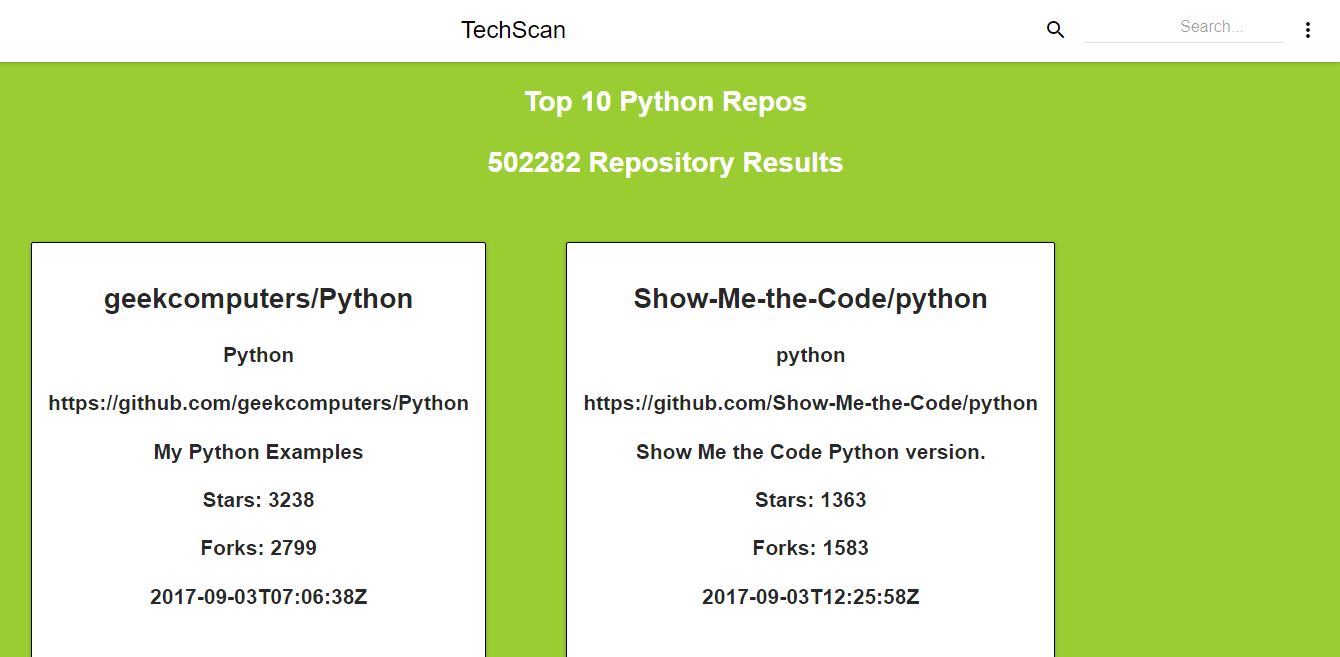 TechScan
Search...
Top 10 Python Repos
502282 Repository Results
geekcomputers/Python
Python
https://github.com/geekcomputers/Python
My Python Examples
Stars: 3238
Forks: 2799
2017-09-03T07:06:38Z
Show-Me-the-Code/python
python
https://github.com/Show-Me-the-Code/python
Show Me the Code Python version.
Stars: 1363
Forks: 1583
2017-09-03T12:25:58Z